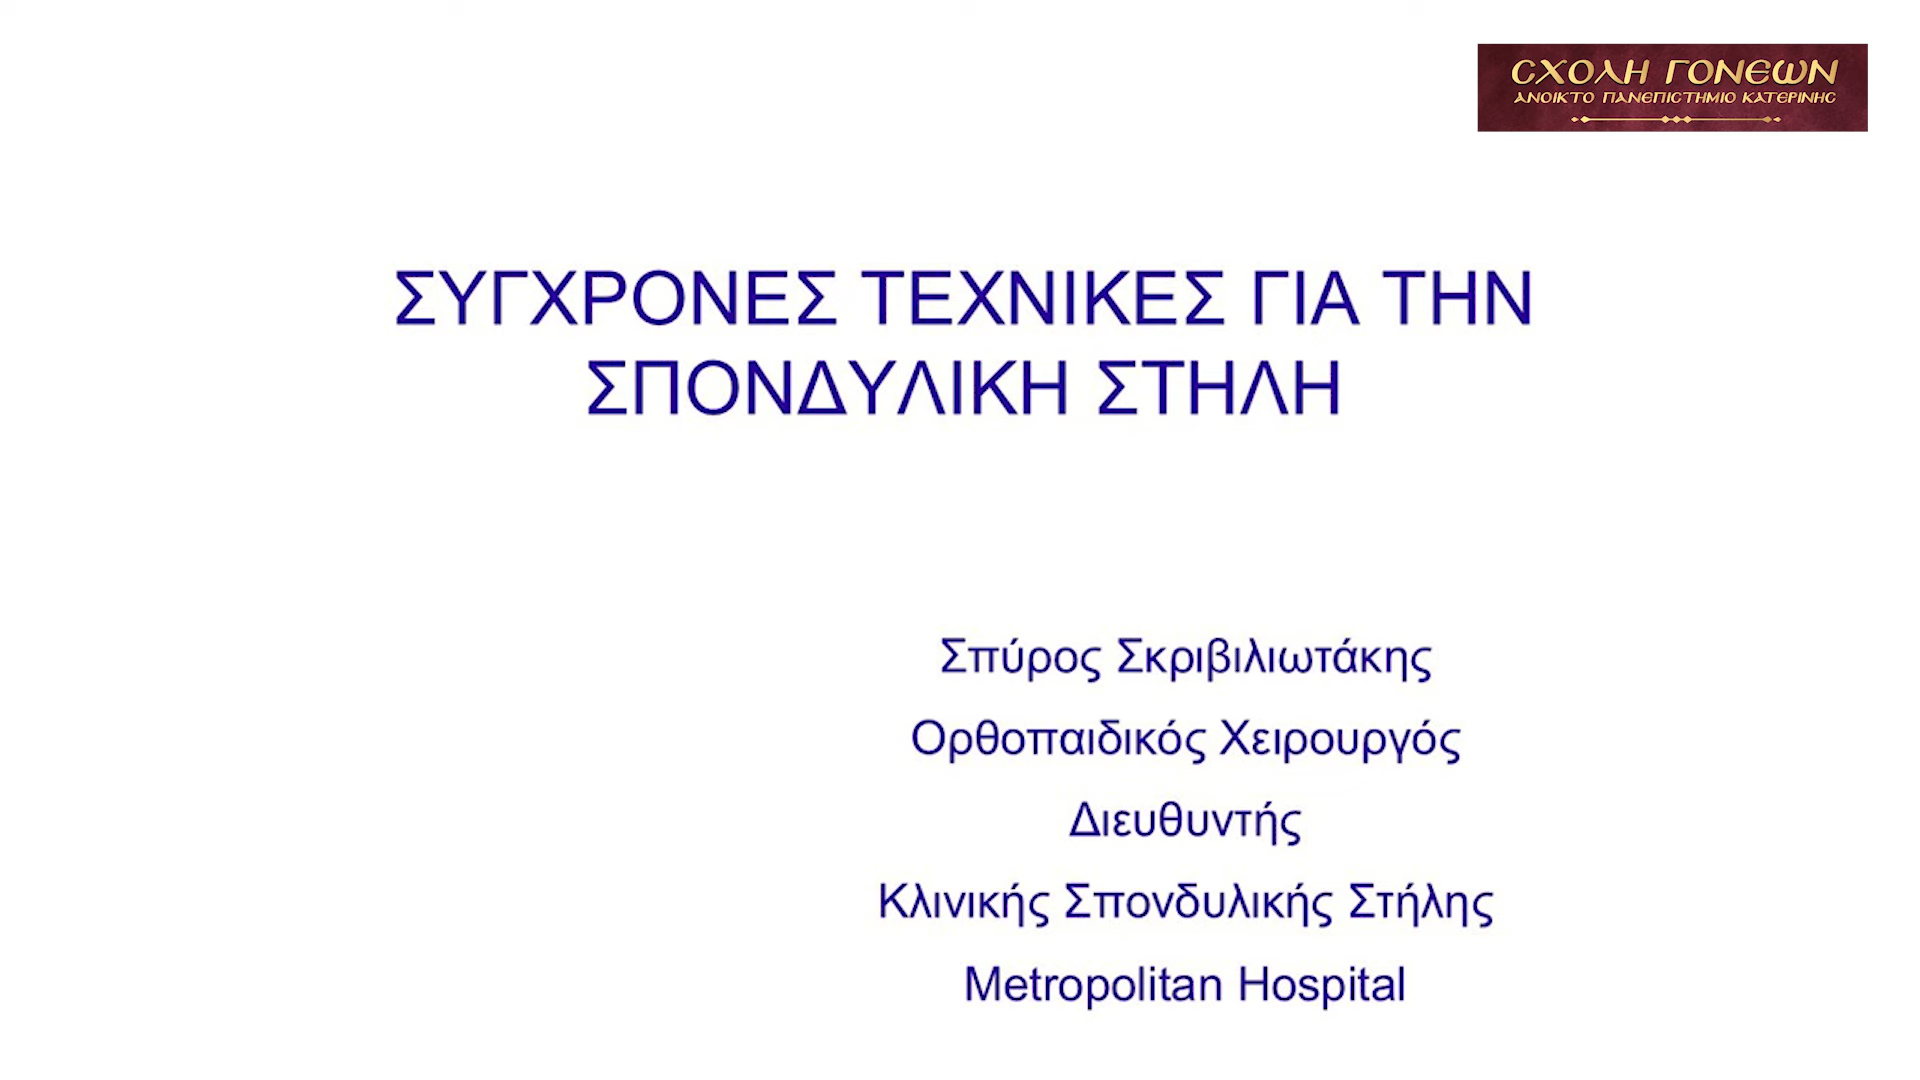 ΣΧΟΛΗ ΓΟΝΕΩΝ
ΑΝΟΙΚΤΟ ΠΑΝΕΠΙΣΤΗΜΙΟ ΚΑΤΕΡΙΝΗΣ
ΣΥΓΧΡΟΝΕΣ ΤΕΧΝΙΚΕΣ ΓΙΑ ΤΗΝ
ΣΠΟΝΔΥΛΙΚΗ ΣΤΗΛΗ
Σπύρος Σκριβιλιωτάκης
Ορθοπαιδικός Χειρουργός
Διευθυντής
Κλινικής Σπονδυλικής Στήλης
Metropolitan Hospital